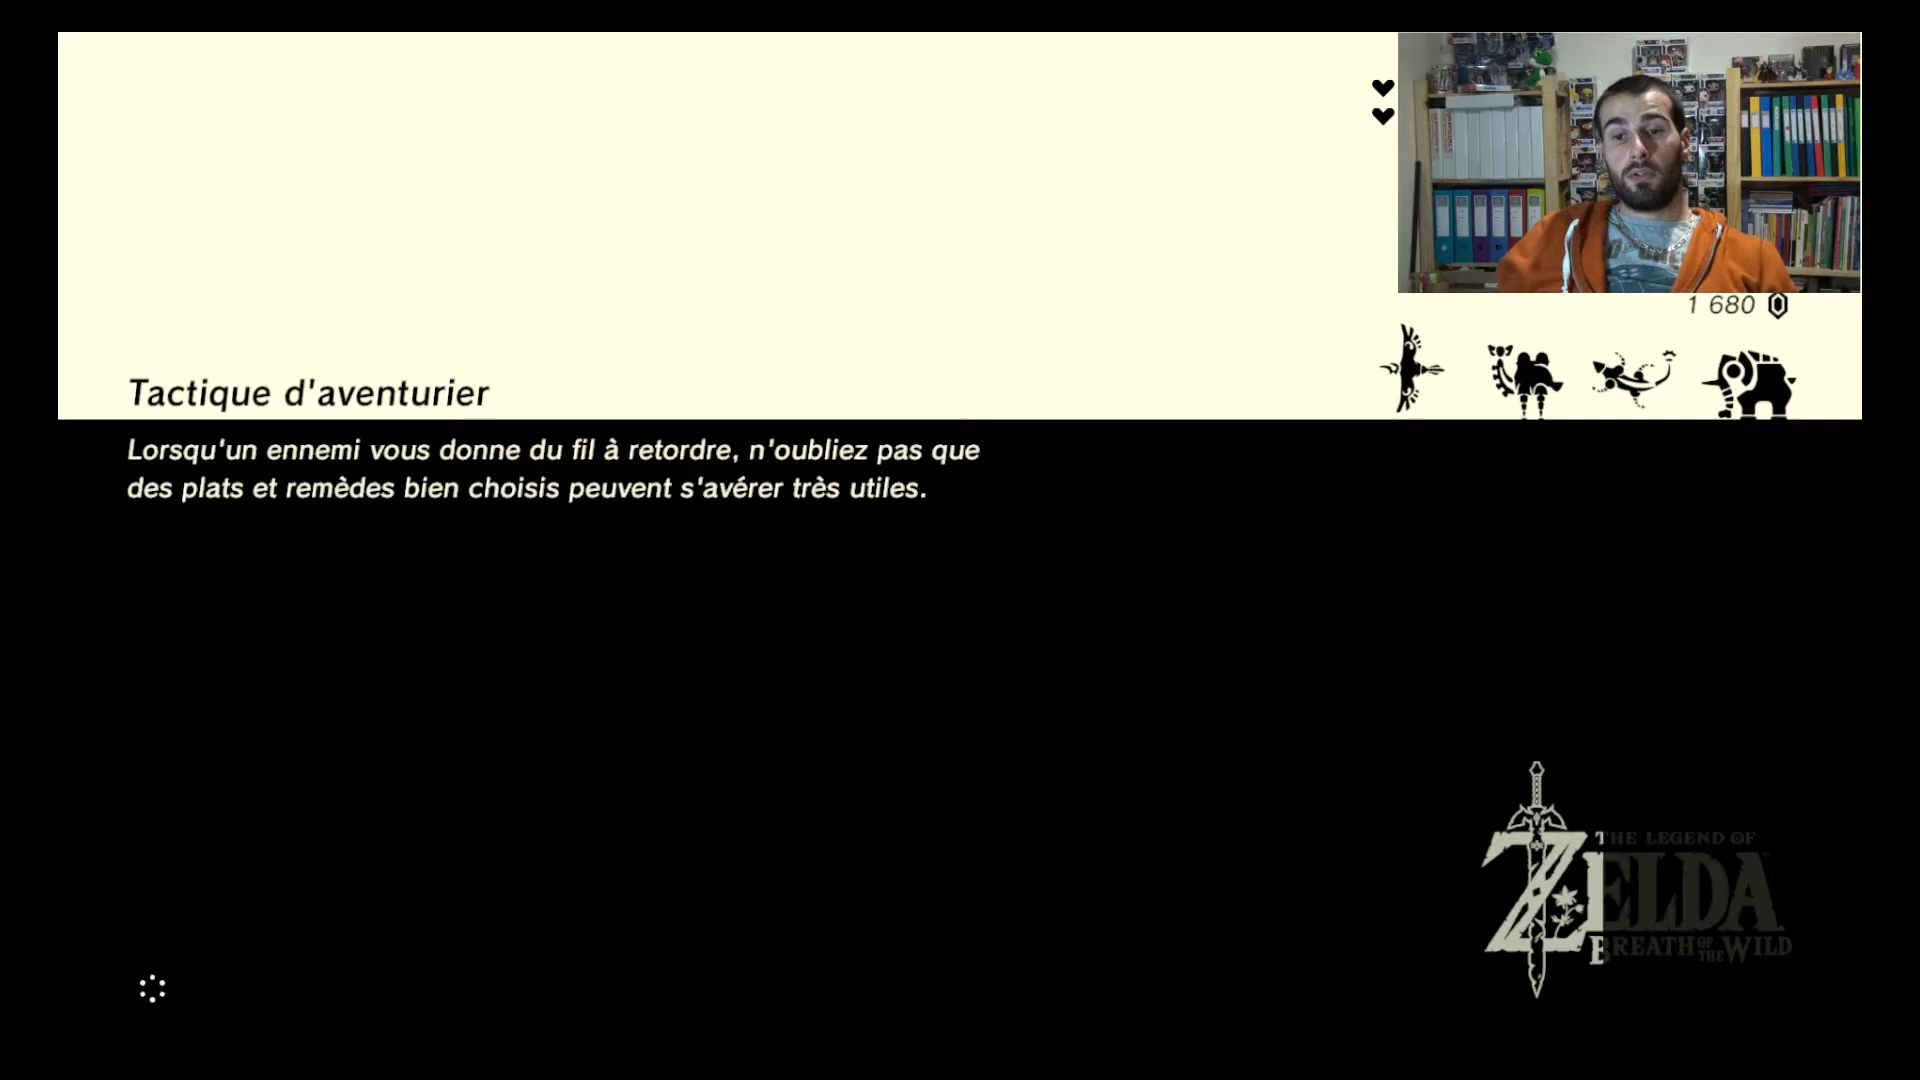 1 680
Tactique d'aventurier
Lorsqu'un ennemi vous donne du fil à retordre, n'oubliez pas que
des plats et remèdes bien choisis peuvent s'avérer très utiles.
THE LEGEND OF
ZELDA
BREATH OF THE WILD